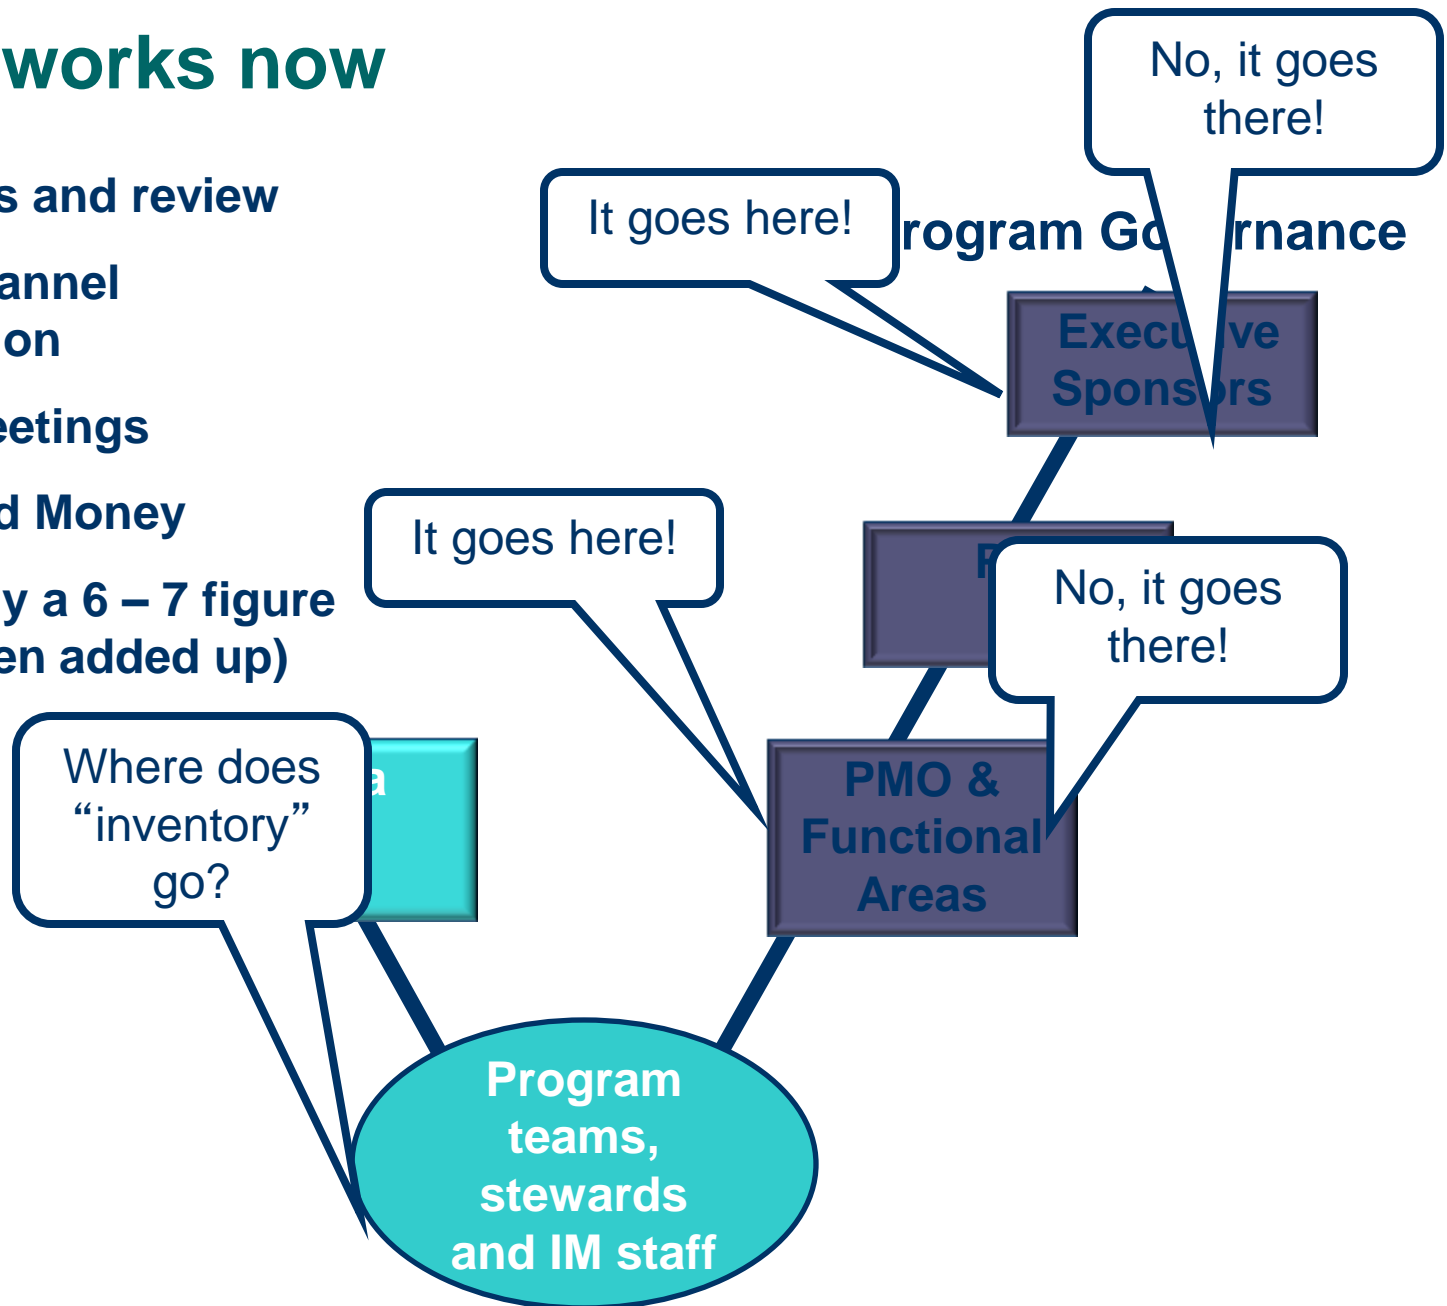 works now
s and review
annel
on
eetings
d Money
y a 6 – 7 figure
en added up)
No, it goes
there!
It goes here!
rogram Go rnance
Execu ve
Sponsors
It goes here!
No, it goes
there!
Where does
“inventory”
go?
a
PMO &
Functional
Areas
Program
teams,
stewards
and IM staff